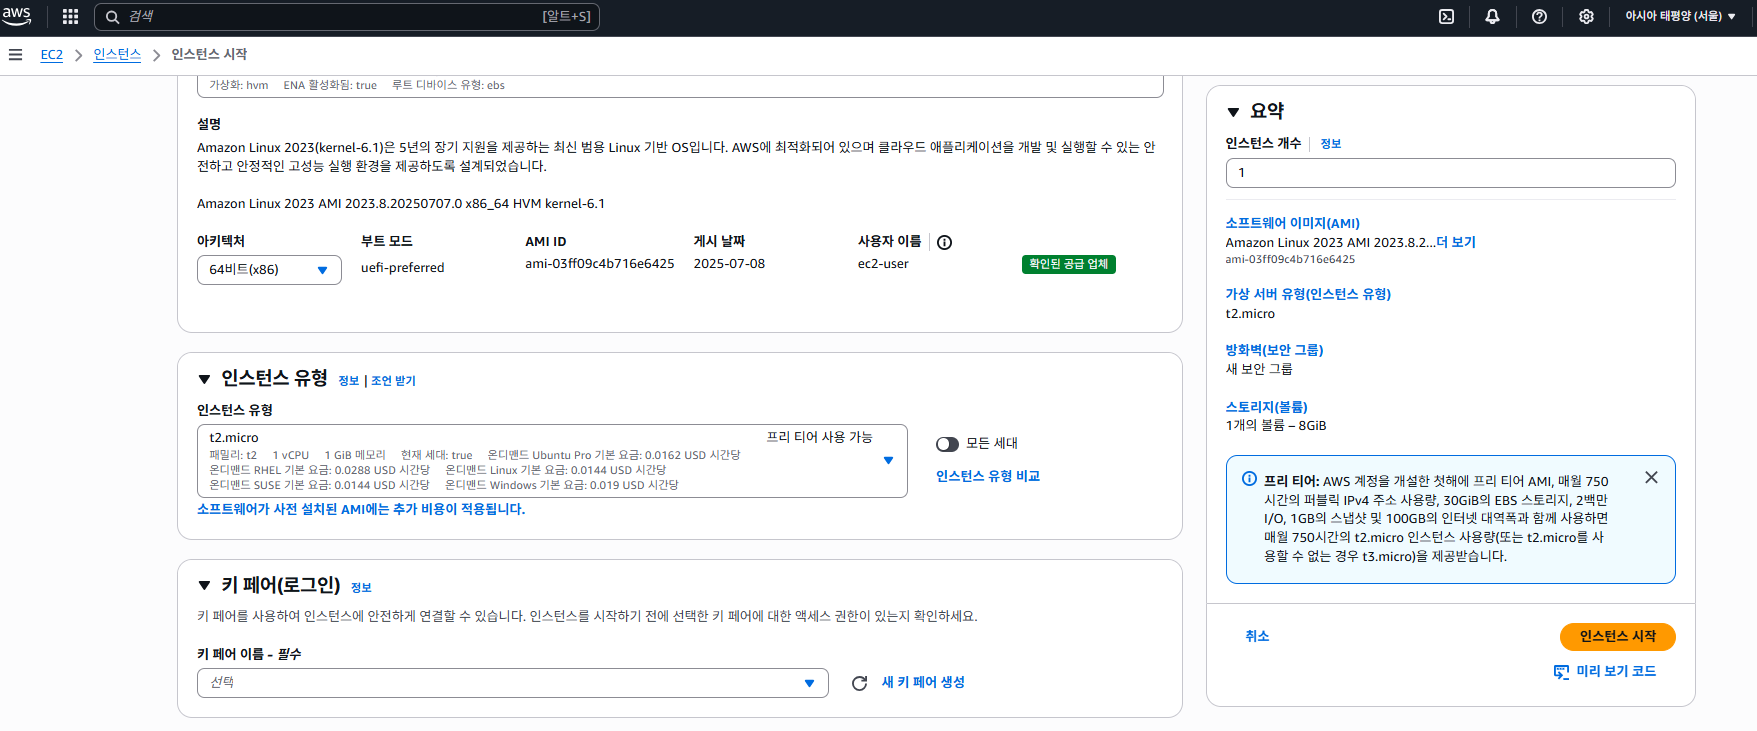 aws
검색
[알트+S]
아시아 태평양 (서울)
EC2
인스턴스
인스턴스 시작
가상화: hvm ENA 활성화됨: true 루트 디바이스 유형: ebs
설명
Amazon Linux 2023(kernel-6.1)은 5년의 장기 지원을 제공하는 최신 범용 Linux 기반 OS입니다. AWS에 최적화되어 있으며 클라우드 애플리케이션을 개발 및 실행할 수 있는 안
전하고 안정적인 고성능 실행 환경을 제공하도록 설계되었습니다.
Amazon Linux 2023 AMI 2023.8.20250707.0 x86_64 HVM kernel-6.1
아키텍처
64비트(x86)
부트 모드
uefi-preferred
AMI ID
ami-03ff09c4b716e6425
게시 날짜
2025-07-08
사용자 이름
ec2-user
확인된 공급 업체
인스턴스 유형 정보 | 조언 받기
인스턴스 유형
t2.micro 프리 티어 사용 가능
패밀리: t2 1 vCPU 1 GiB 메모리 현재 세대: true 온디맨드 Ubuntu Pro 기본 요금: 0.0162 USD 시간당
온디맨드 RHEL 기본 요금: 0.0288 USD 시간당 온디맨드 Linux 기본 요금: 0.0144 USD 시간당
온디맨드 SUSE 기본 요금: 0.0144 USD 시간당 온디맨드 Windows 기본 요금: 0.019 USD 시간당
모든 세대
인스턴스 유형 비교
소프트웨어가 사전 설치된 AMI에는 추가 비용이 적용됩니다.
키 페어(로그인) 정보
키 페어를 사용하여 인스턴스에 안전하게 연결할 수 있습니다. 인스턴스를 시작하기 전에 선택한 키 페어에 대한 액세스 권한이 있는지 확인하세요.
키 페어 이름 - 필수
선택
새 키 페어 생성
요약
인스턴스 개수 정보
1
소프트웨어 이미지(AMI)
Amazon Linux 2023 AMI 2023.8.2...더 보기
ami-03ff09c4b716e6425
가상 서버 유형(인스턴스 유형)
t2.micro
방화벽(보안 그룹)
새 보안 그룹
스토리지(볼륨)
1개의 볼륨 – 8GiB
프리 티어: AWS 계정을 개설한 첫해에 프리 티어 AMI, 매월 750
시간의 퍼블릭 IPv4 주소 사용량, 30GiB의 EBS 스토리지, 2백만
I/O, 1GB의 스냅샷 및 100GB의 인터넷 대역폭과 함께 사용하면
매월 750시간의 t2.micro 인스턴스 사용량(또는 t2.micro를 사
용할 수 없는 경우 t3.micro)을 제공받습니다.
취소
인스턴스 시작
미리 보기 코드